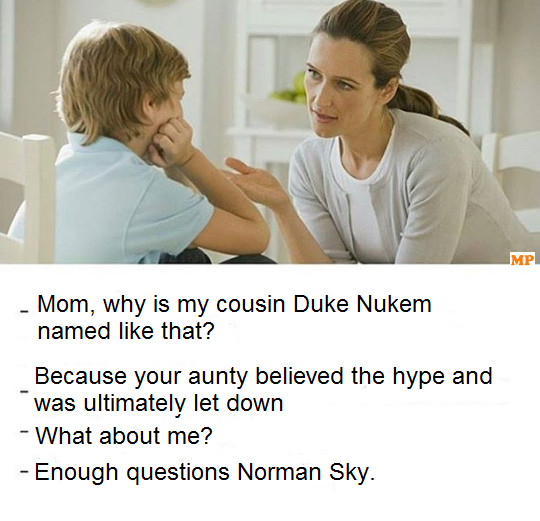 MP
- Mom, why is my cousin Duke Nukem
named like that?
- Because your aunty believed the hype and
was ultimately let down
- What about me?
- Enough questions Norman Sky.